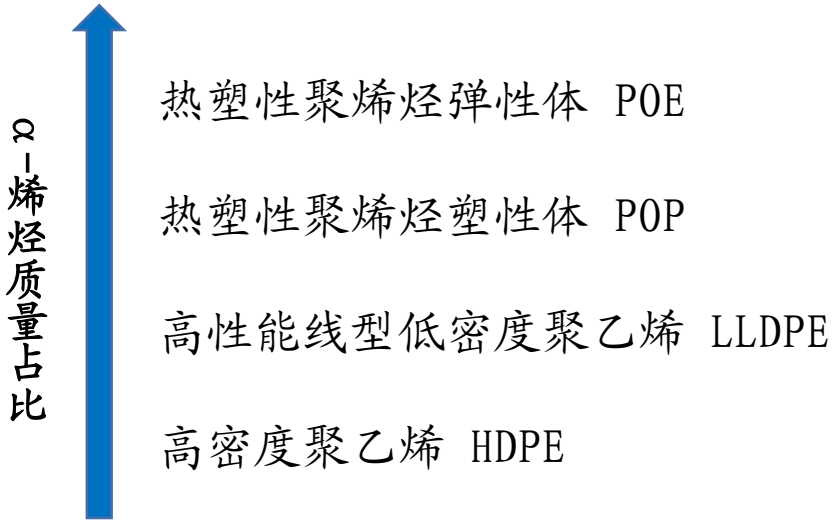 α-烯烃质量占比
热塑性聚烯烃弹性体 POE
热塑性聚烯烃塑性体 POP
高性能线型低密度聚乙烯 LLDPE
高密度聚乙烯 HDPE